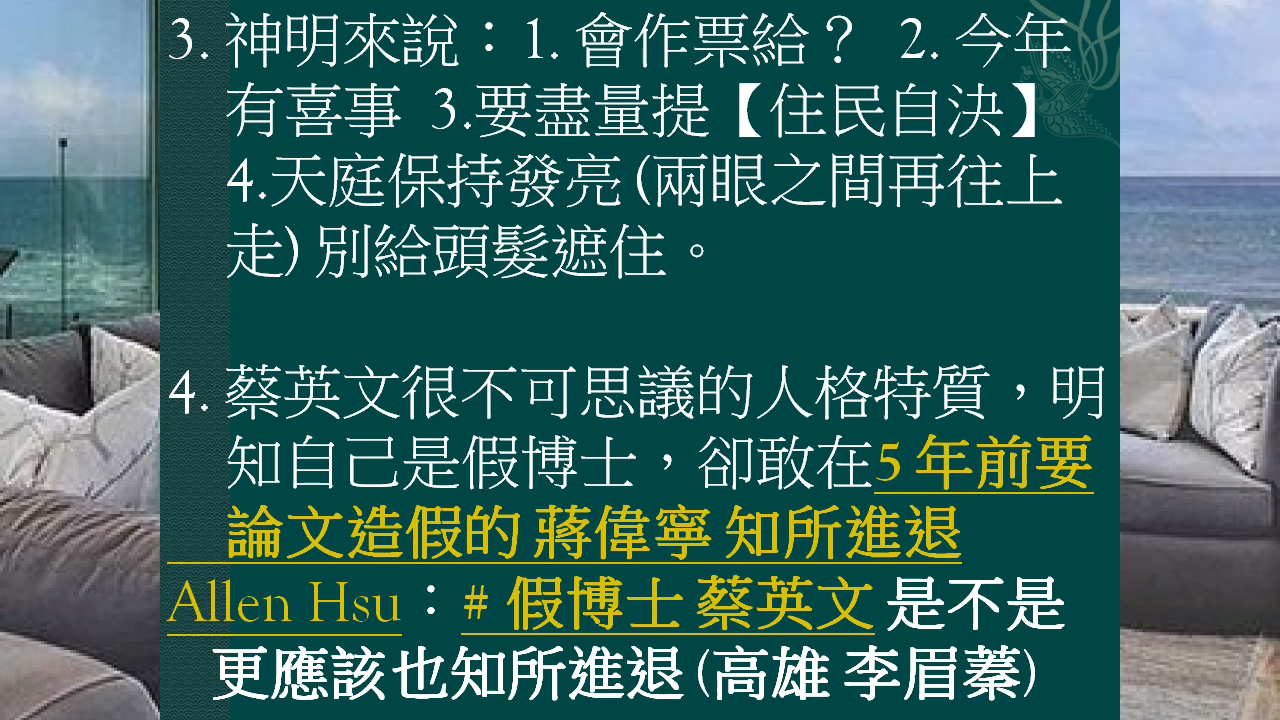 3. 神明來說：1. 會作票給？ 2. 今年
有喜事 3.要盡量提【住民自決】
4.天庭保持發亮(兩眼之間再往上
走) 別給頭髮遮住。
4. 蔡英文很不可思議的人格特質，明
知自己是假博士，卻敢在5 年前要
論文造假的 蔣偉寧 知所進退
Allen Hsu：# 假博士 蔡英文 是不是
更應該也知所進退 (高雄 李眉蓁)